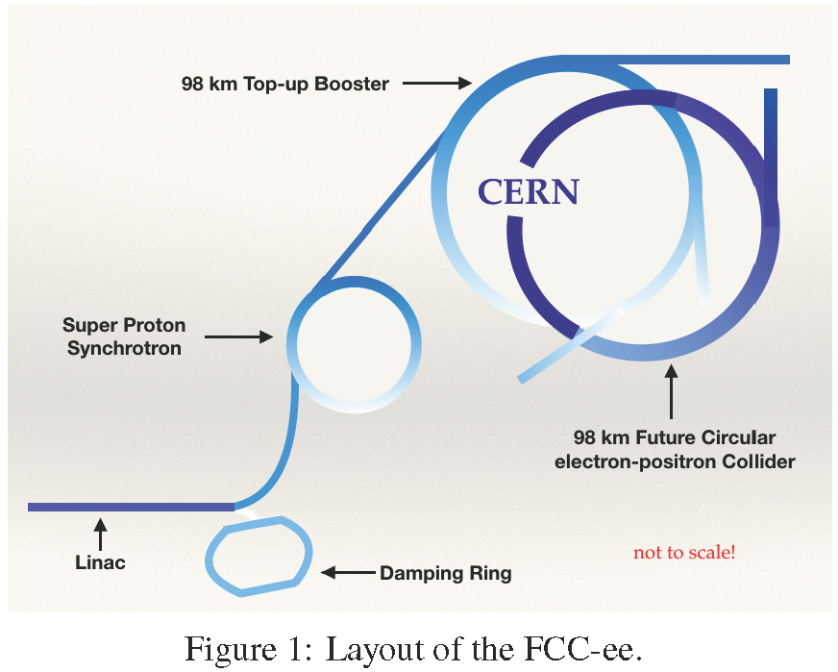 98 km Top-up Booster
CERN
Super Proton
Synchrotron
98 km Future Circular
electron-positron Collider
Linac
not to scale!
Damping Ring
Figure 1: Layout of the FCC-ee.